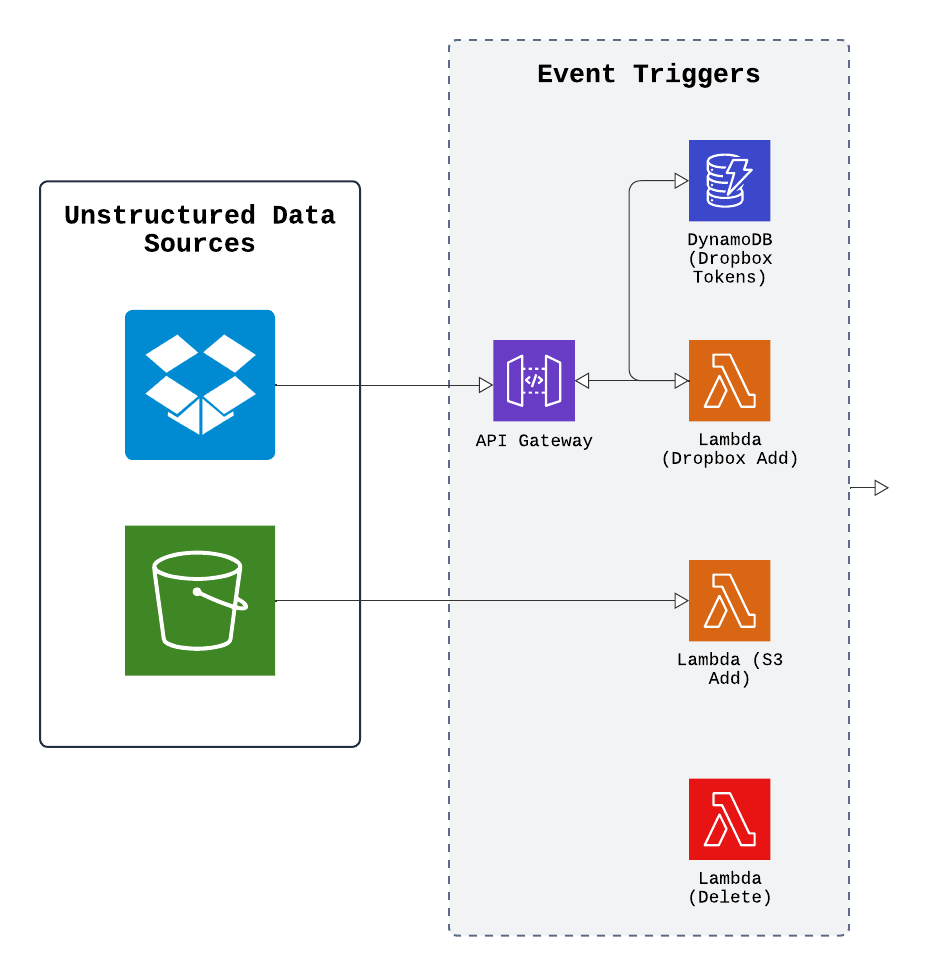 Event Triggers
Unstructured Data
Sources
DynamoDB
(Dropbox
Tokens)
API Gateway
Lambda
(Dropbox Add)
Lambda (S3
Add)
Lambda
(Delete)